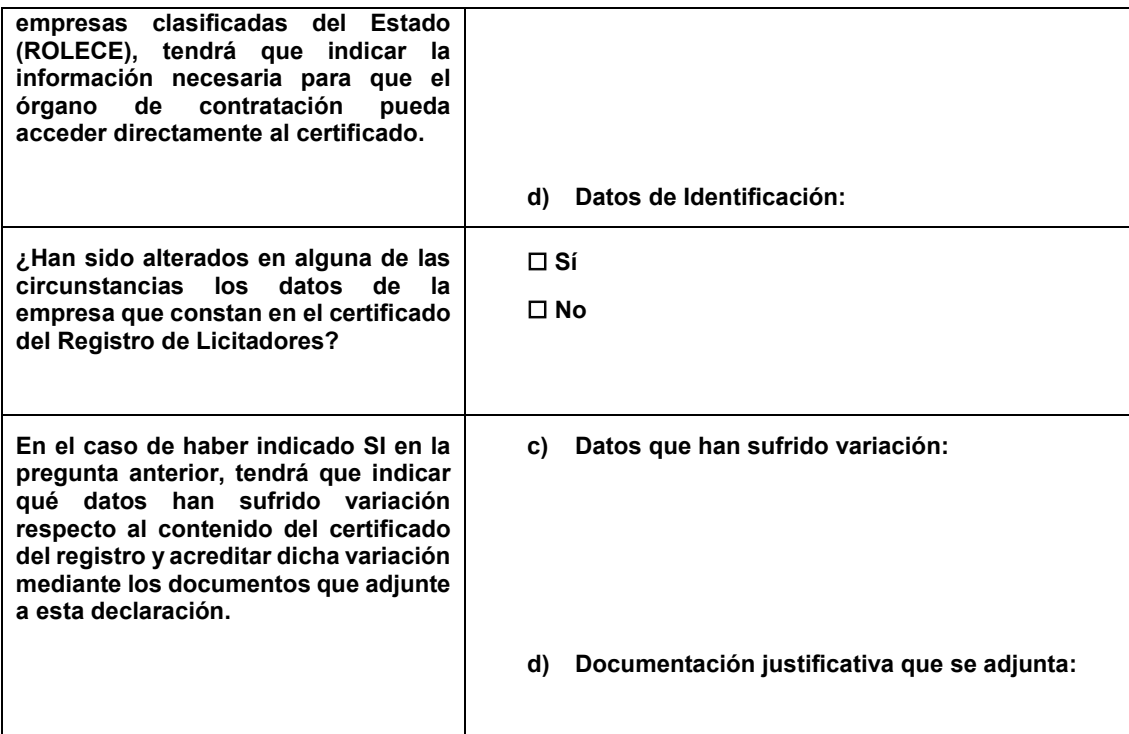 empresas clasificadas del Estado
(ROLECE), tendrá que indicar la
información necesaria para que el
órgano de contratación pueda
acceder directamente al certificado.
d) Datos de Identificación:
¿Han sido alterados en alguna de las
circunstancias los datos de la
empresa que constan en el certificado
del Registro de Licitadores?
☐ Sí
☐ No
En el caso de haber indicado SI en la
pregunta anterior, tendrá que indicar
qué datos han sufrido variación
respecto al contenido del certificado
del registro y acreditar dicha variación
mediante los documentos que adjunte
a esta declaración.
c) Datos que han sufrido variación:
d) Documentación justificativa que se adjunta: